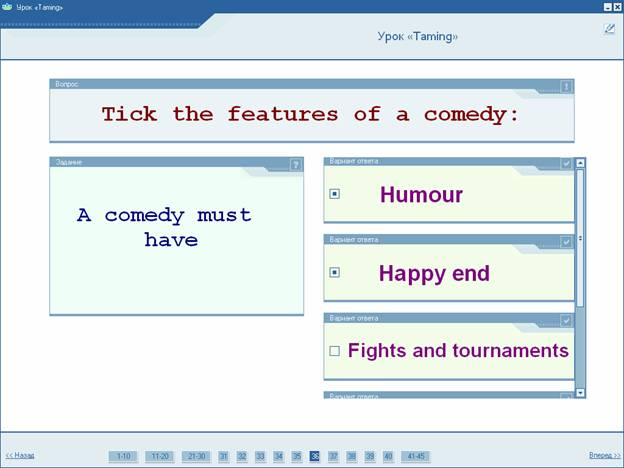 Урок «Taming»
Урок «Taming»
Вопрос
Tick the features of a comedy:
Задание
?
A comedy must
have
Вариант ответа
Humour
Вариант ответа
Happy end
Вариант ответа
Fights and tournaments
Вариант ответа
<< Назад
1-10 11-20 21-30 31 32 33 34 35 36 37 38 39 40 41-45
Вперед >>